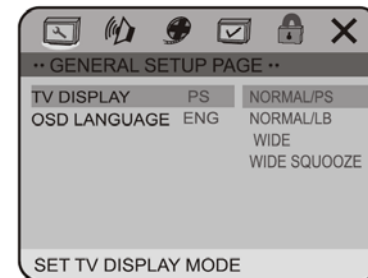 •• GENERAL SETUP PAGE ••
TV DISPLAY PS NORMAL/PS
OSD LANGUAGE ENG NORMAL/LB
WIDE
WIDE SQUOOZE
SET TV DISPLAY MODE